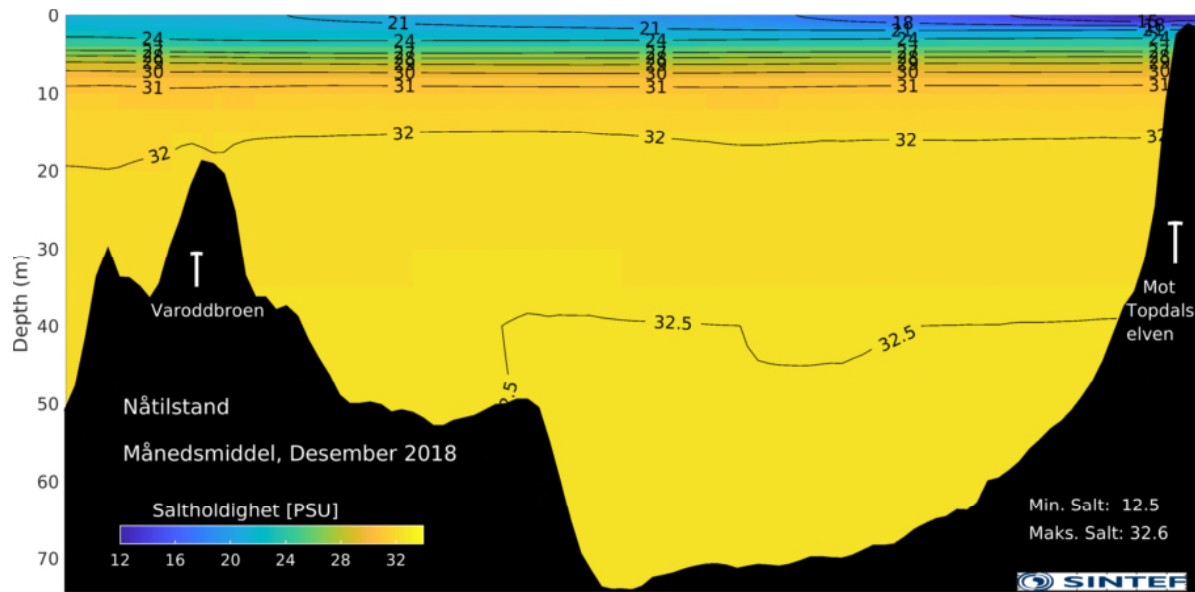 0
10
20
30
40
50
60
70
Depth (m)
21
21
18
18
21
24
24
24
24
24
30
30
30
30
30
31
31
31
31
31
32
32
32
32
32
32.5
32.5
Varoddbroen
Mot
Topdals
elven
Nåtilstand
Månedsmiddel, Desember 2018
Saltholdighet [PSU]
12 16 20 24 28 32
Min. Salt: 12.5
Maks. Salt: 32.6
SINTEF